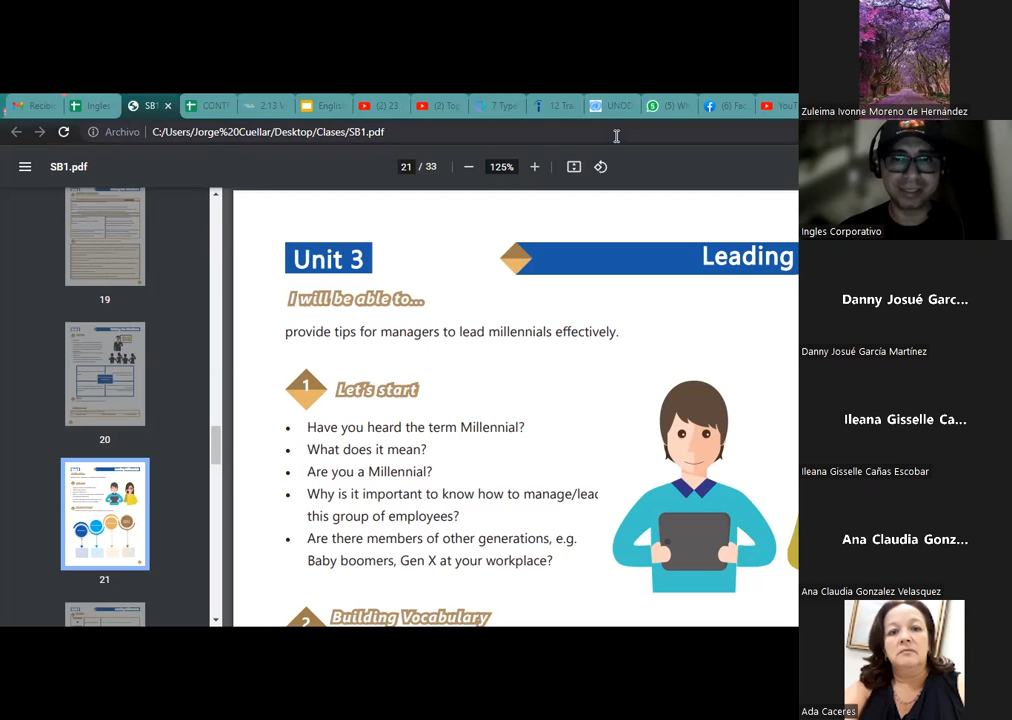 Recibi
Ingles
SB1
CONT
2.13 V
English
(2) 23
(2) Top
7 Type
12 Tra
UNOD
(5) W
(6) Fac
YouT
Archivo
C:/Users/Jorge%20Cuellar/Desktop/Clases/SB1.pdf
SB1.pdf
21 / 33
125%
19
20
21
Unit 3
Leading
I will be able to...
provide tips for managers to lead millennials effectively.
1
Let's start
• Have you heard the term Millennial?
• What does it mean?
• Are you a Millennial?
• Why is it important to know how to manage/lead
this group of employees?
• Are there members of other generations, e.g.
Baby boomers, Gen X at your workplace?
2
Building Vocabulary
Zuleima Ivonne Moreno de Hernández
Ingles Corporativo
Danny Josué Garc...
Danny Josué García Martínez
Ileana Gisselle Ca...
Ileana Gisselle Cañas Escobar
Ana Claudia Gonz...
Ana Claudia Gonzalez Velasquez
Ada Caceres